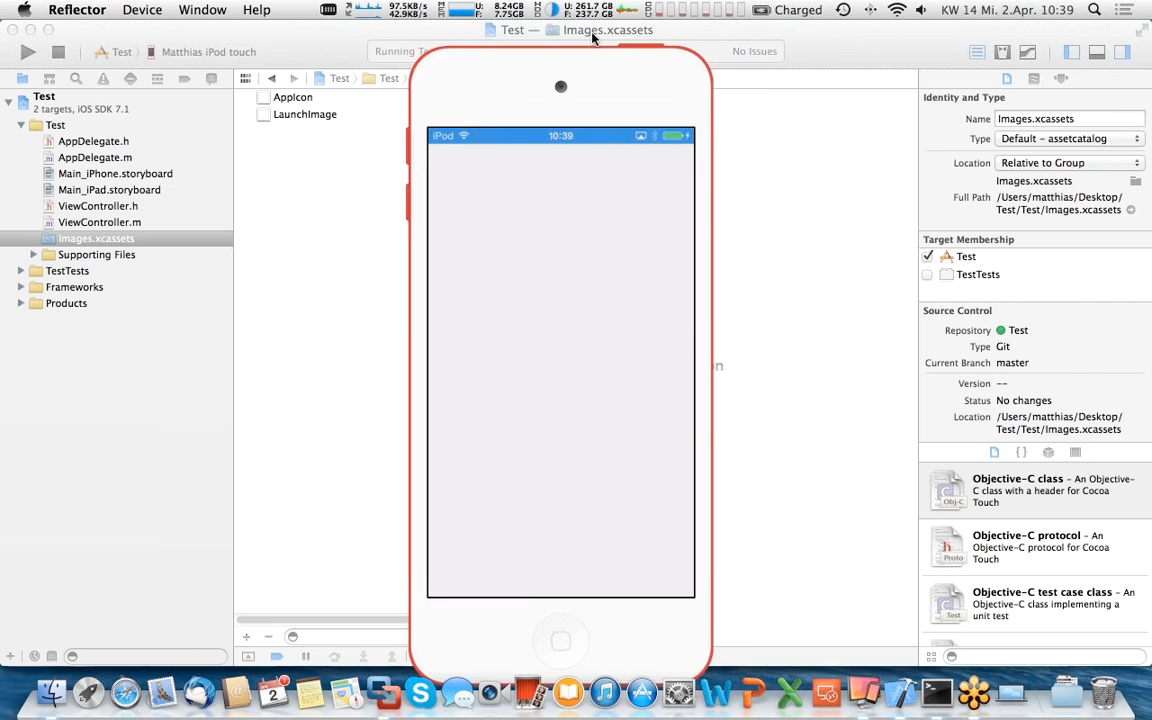 Reflector Device Window Help 97.5KB/s 42.9KB/s U: 8.24GB F: 7.75GB U: 261.7 GB F: 237.7 GB Charged KW 14 Mi. 2.Apr. 10:39
Test — Images.xcassets
Test Matthias iPod touch Running Te No Issues
Test Test
Test
2 targets, iOS SDK 7.1
Test
AppDelegate.h
AppDelegate.m
Main_iPhone.storyboard
Main_iPad.storyboard
ViewController.h
ViewController.m
Images.xcassets
Supporting Files
TestTests
Frameworks
Products
AppIcon
LaunchImage
iPod 10:39
n
Identity and Type
Name Images.xcassets
Type Default - assetcatalog
Location Relative to Group
Images.xcassets
Full Path /Users/matthias/Desktop/
Test/Test/Images.xcassets
Target Membership
Test
TestTests
Source Control
Repository Test
Type Git
Current Branch master
Version --
Status No changes
Location /Users/matthias/Desktop/
Test/Test/Images.xcassets
Objective-C class - An Objective-
C class with a header for Cocoa
Touch
Obj-C
Objective-C protocol - An
Objective-C protocol for Cocoa
Touch
Proto
Objective-C test case class - An
Objective-C class implementing a
unit test
Test